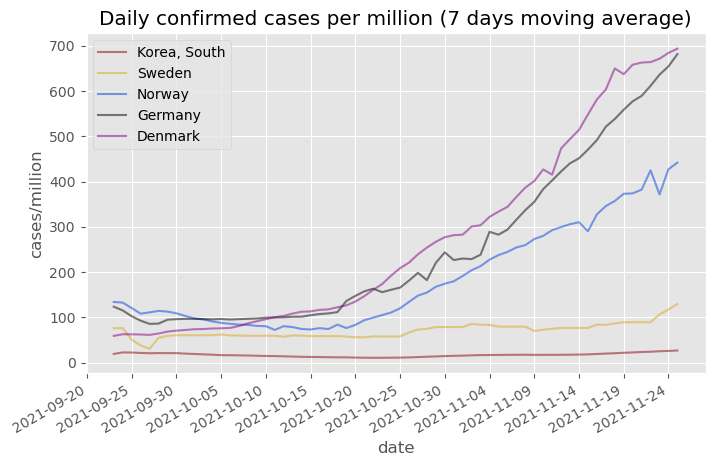 Daily confirmed cases per million (7 days moving average)
700
600
500
400
300
200
100
0
cases/million
Korea, South
Sweden
Norway
Germany
Denmark
2021-09-20
2021-09-25
2021-09-30
2021-10-05
2021-10-10
2021-10-15
2021-10-20
2021-10-25
2021-10-30
2021-11-04
2021-11-09
2021-11-14
2021-11-19
2021-11-24
date